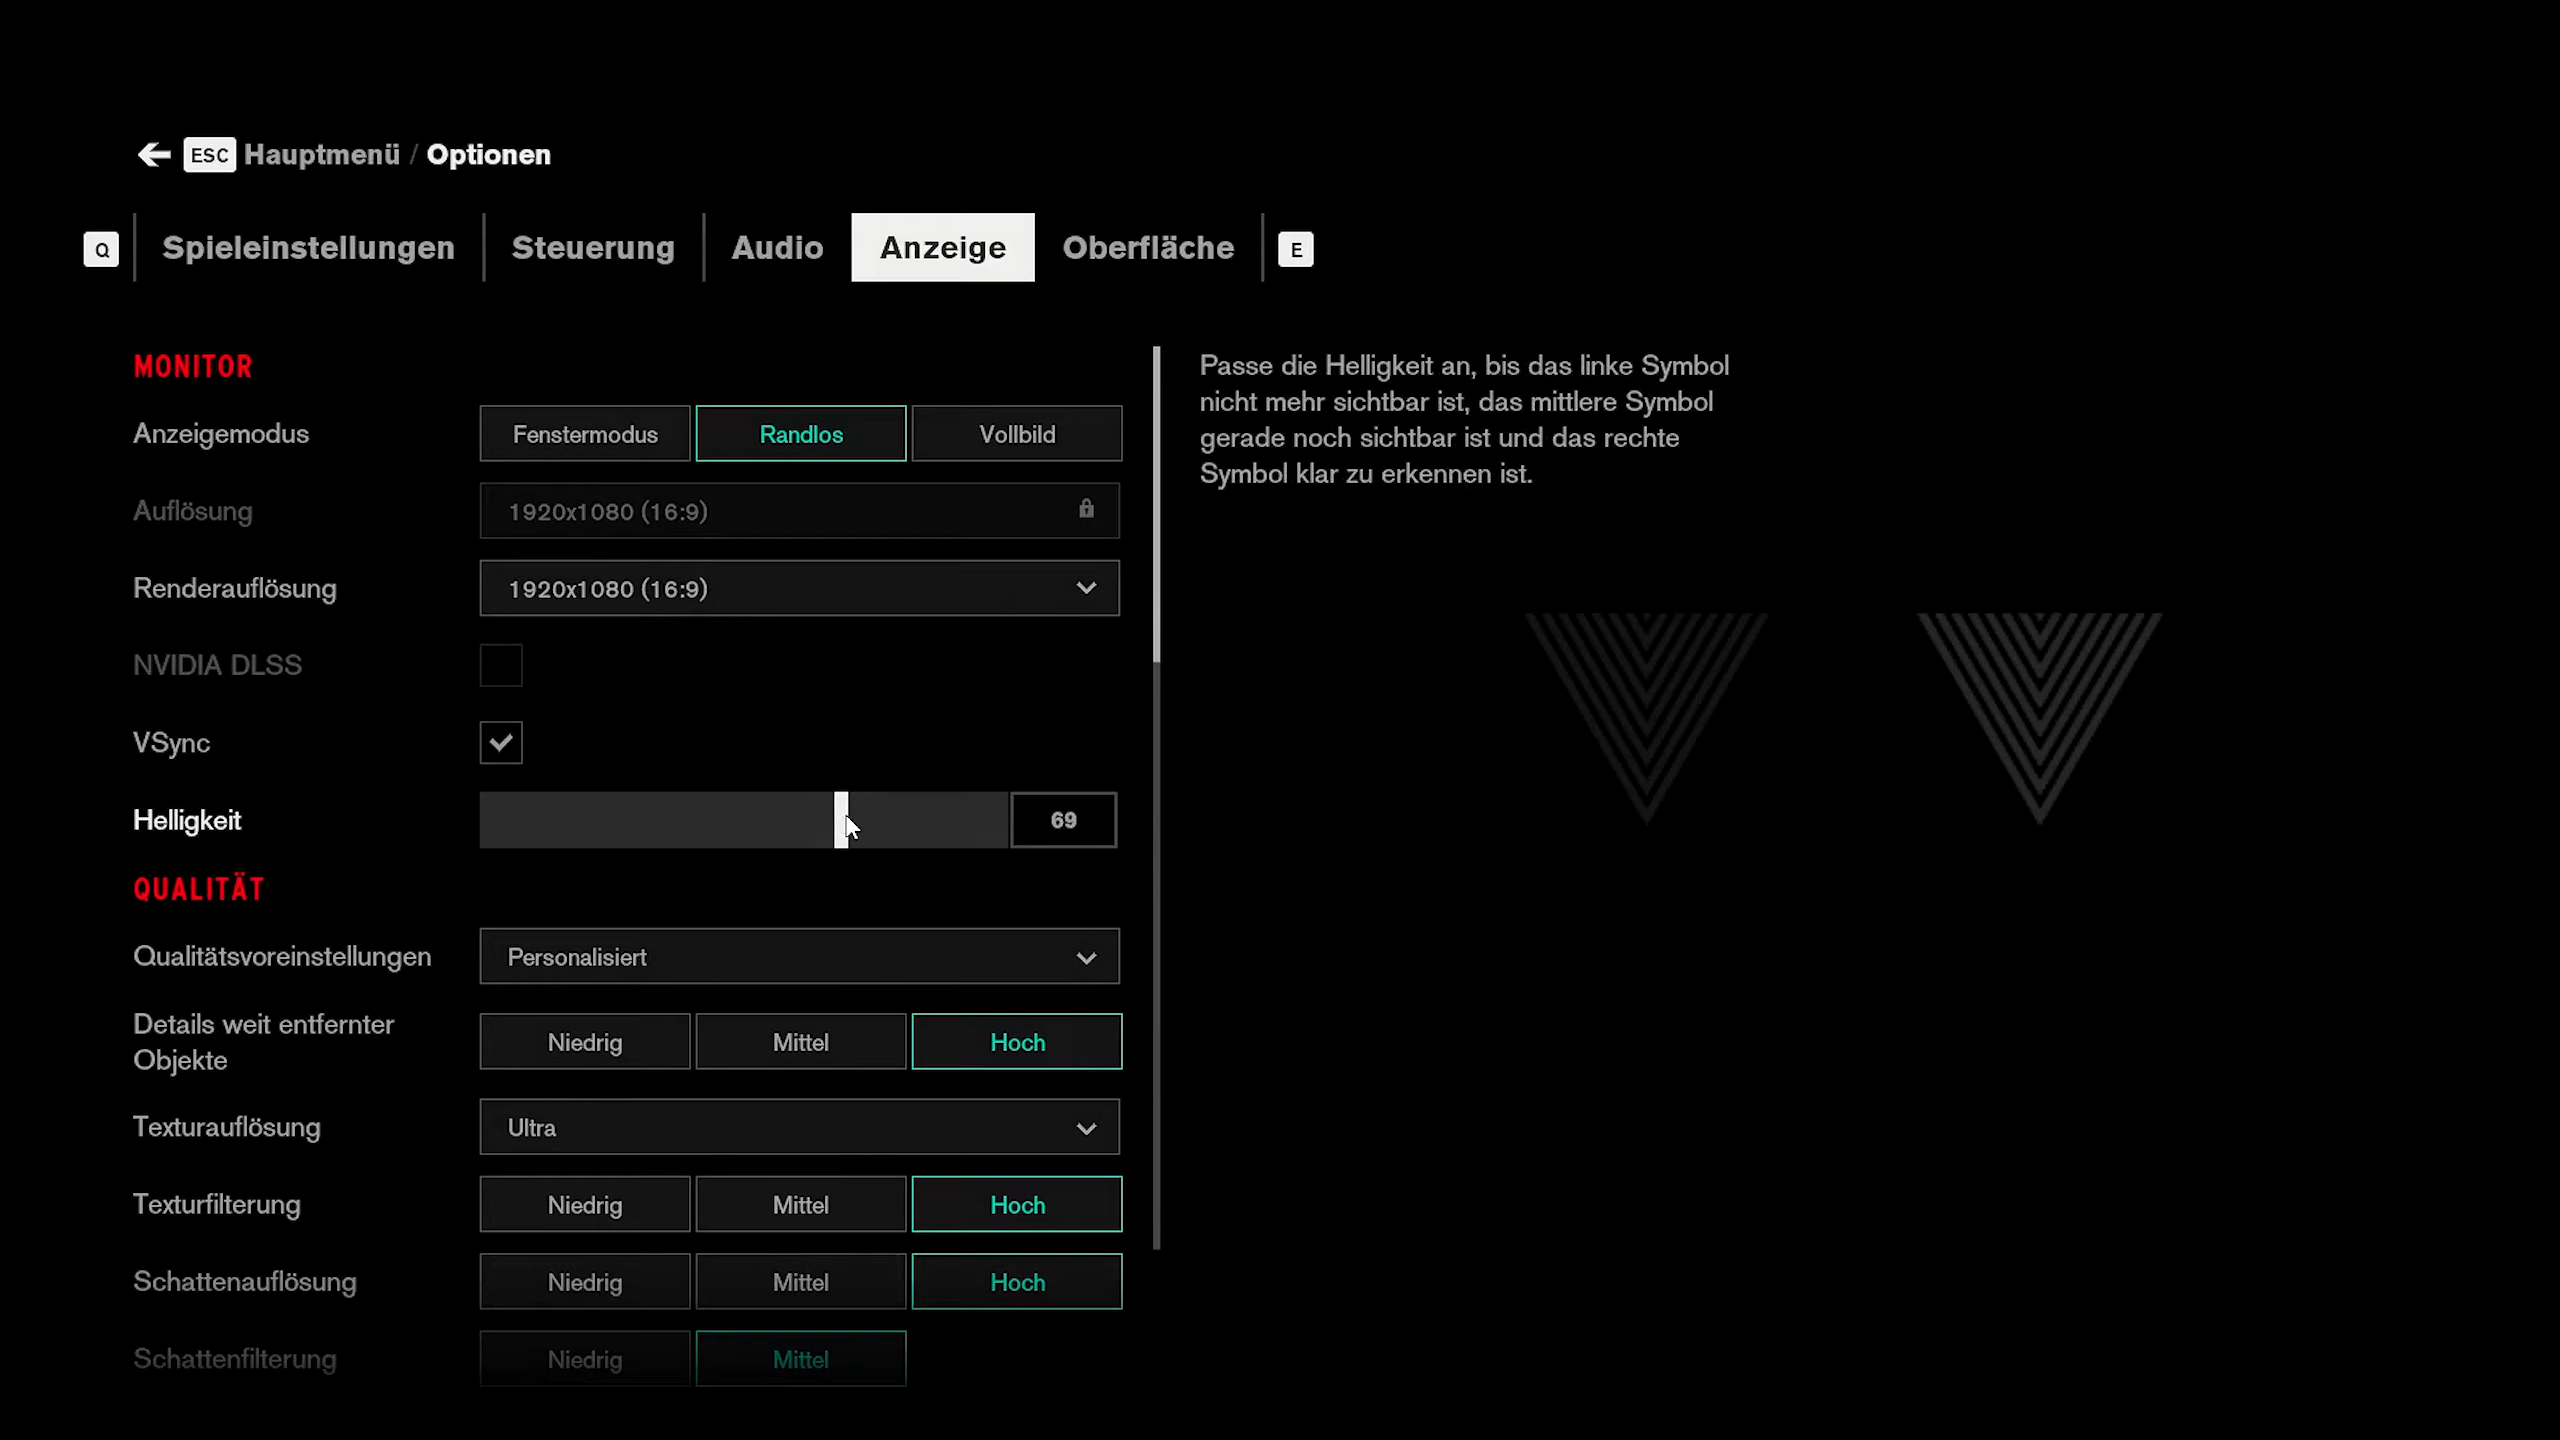 ESC Hauptmenü / Optionen
Q Spieleinstellungen Steuerung Audio Anzeige Oberfläche E
MONITOR
Anzeigemodus Fenstermodus Randlos Vollbild
Auflösung 1920x1080 (16:9)
Renderauflösung 1920x1080 (16:9)
NVIDIA DLSS
VSync
Helligkeit 69
QUALITÄT
Qualitätsvoreinstellungen Personalisiert
Details weit entfernter
Objekte
Niedrig Mittel Hoch
Texturauflösung Ultra
Texturfilterung Niedrig Mittel Hoch
Schattenauflösung Niedrig Mittel Hoch
Schattenfilterung Niedrig Mittel
Passe die Helligkeit an, bis das linke Symbol
nicht mehr sichtbar ist, das mittlere Symbol
gerade noch sichtbar ist und das rechte
Symbol klar zu erkennen ist.